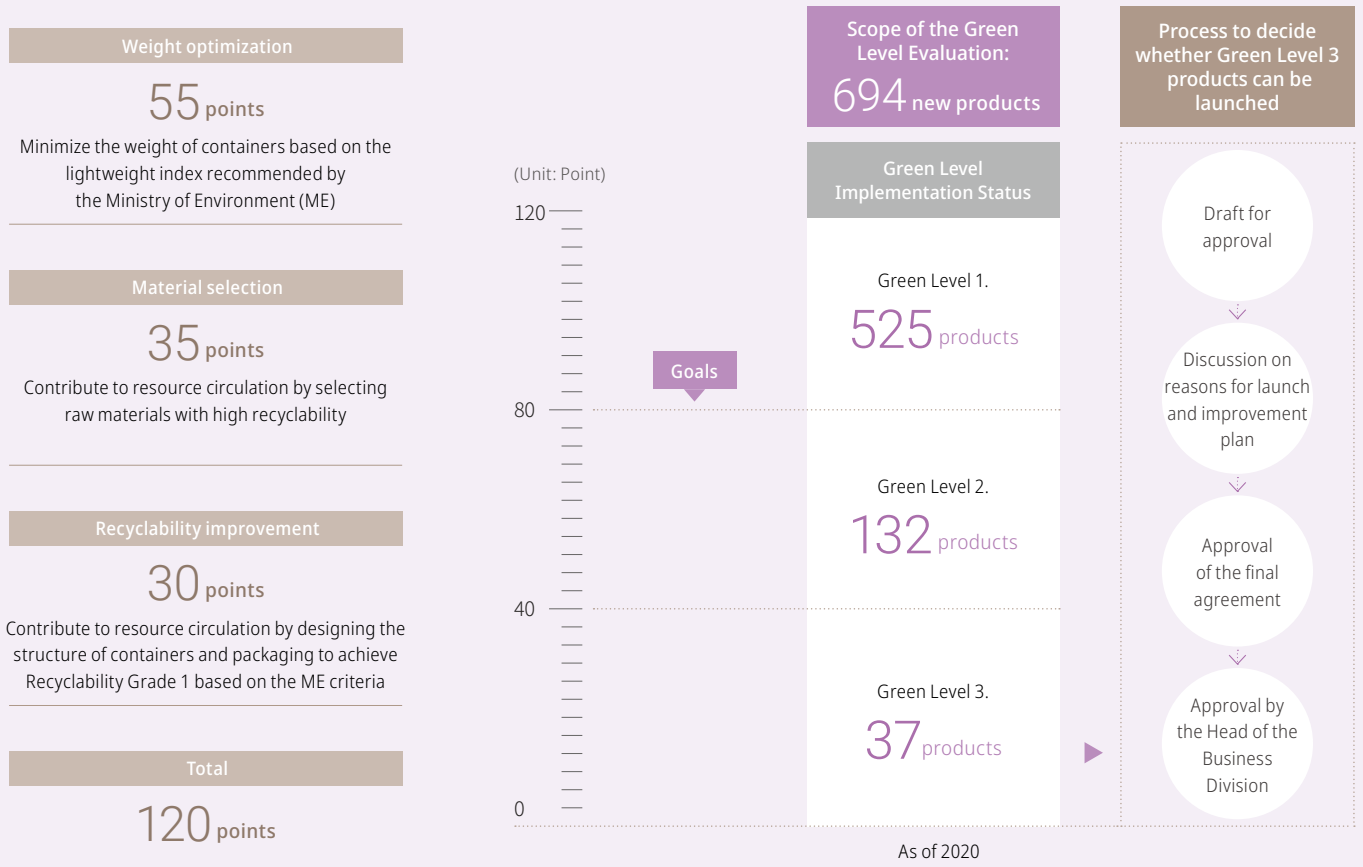 Weight optimization
55 points
Minimize the weight of containers based on the
lightweight index recommended by
the Ministry of Environment (ME)
Material selection
35 points
Contribute to resource circulation by selecting
raw materials with high recyclability
Recyclability improvement
30 points
Contribute to resource circulation by designing the
structure of containers and packaging to achieve
Recyclability Grade 1 based on the ME criteria
Total
120 points
(Unit: Point)
120
80
40
0
Goals
Scope of the Green
Level Evaluation:
694 new products
Green Level
Implementation Status
Green Level 1.
525 products
Green Level 2.
132 products
Green Level 3.
37 products
As of 2020
Process to decide
whether Green Level 3
products can be
launched
Draft for
approval
Discussion on
reasons for launch
and improvement
plan
Approval
of the final
agreement
Approval by
the Head of the
Business
Division